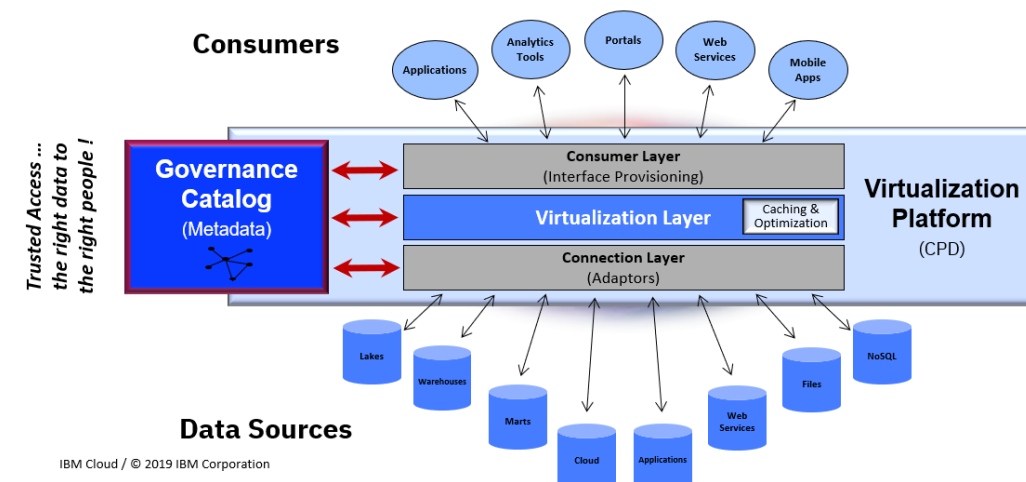 Consumers
Applications
Analytics
Tools
Portals
Web
Services
Mobile
Apps
Trusted Access ...
the right data to
the right people !
Governance
Catalog
(Metadata)
Consumer Layer
(Interface Provisioning)
Virtualization Layer
Caching &
Optimization
Connection Layer
(Adaptors)
Virtualization
Platform
(CPD)
Lakes
Warehouses
Marts
Cloud
Applications
Web
Services
Files
NoSQL
Data Sources
IBM Cloud / © 2019 IBM Corporation